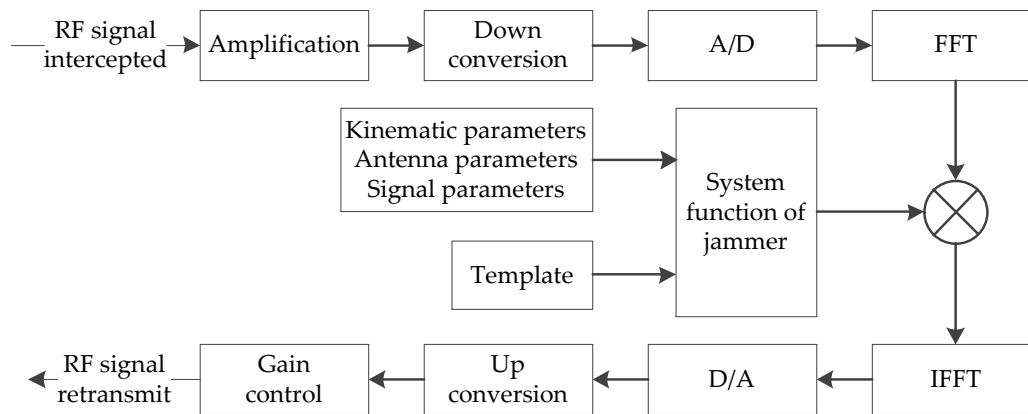 RF signal
intercepted
Amplification
Down
conversion
A/D
FFT
Kinematic parameters
Antenna parameters
Signal parameters
System
function of
jammer
Template
RF signal
retransmit
Gain
control
Up
conversion
D/A
IFFT